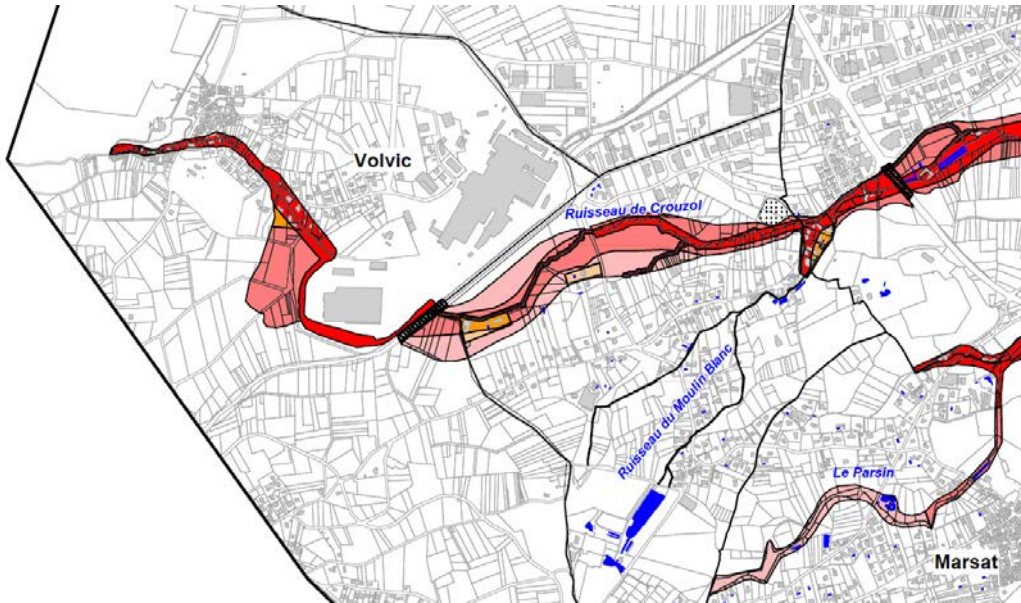 Volvic
Ruisseau de Crouzol
Ruisseau du Moulin Blanc
Le Parsin
Marsat